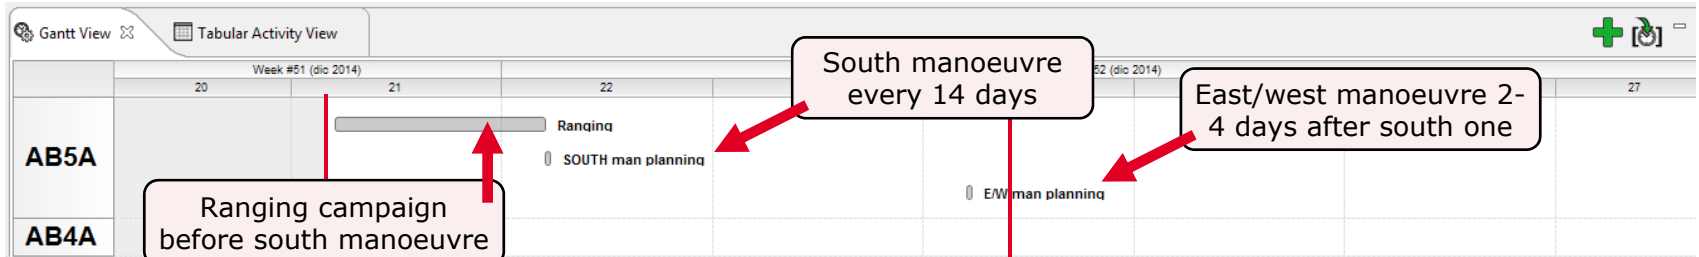 Gantt View
Tabular Activity View
Week #51 (dic 2014)
52 (dic 2014)
20
21
22
27
South manoeuvre
every 14 days
East/west manoeuvre 2-
4 days after south one
AB5A
Ranging
SOUTH man planning
E/W man planning
Ranging campaign
before south manoeuvre
AB4A